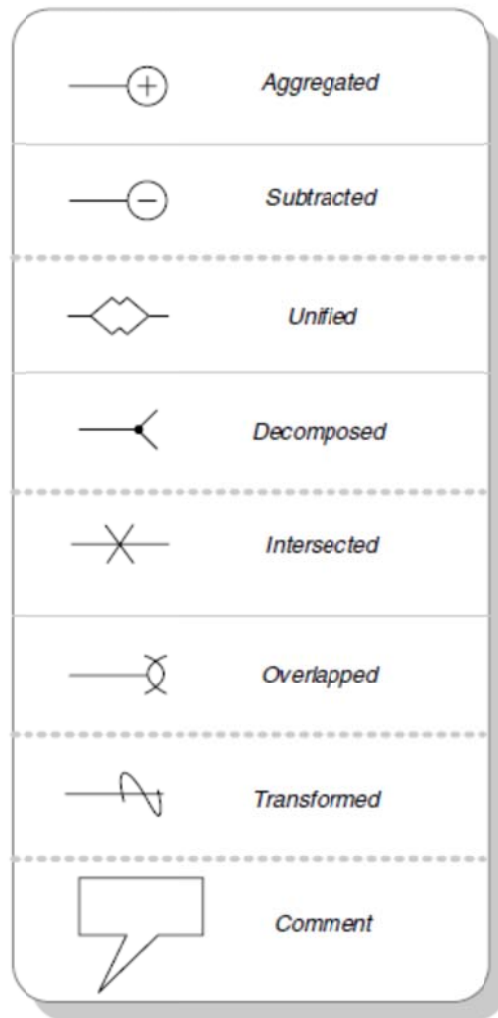 Aggregated
Subtracted
Unified
Decomposed
Intersected
Overlapped
Transformed
Comment